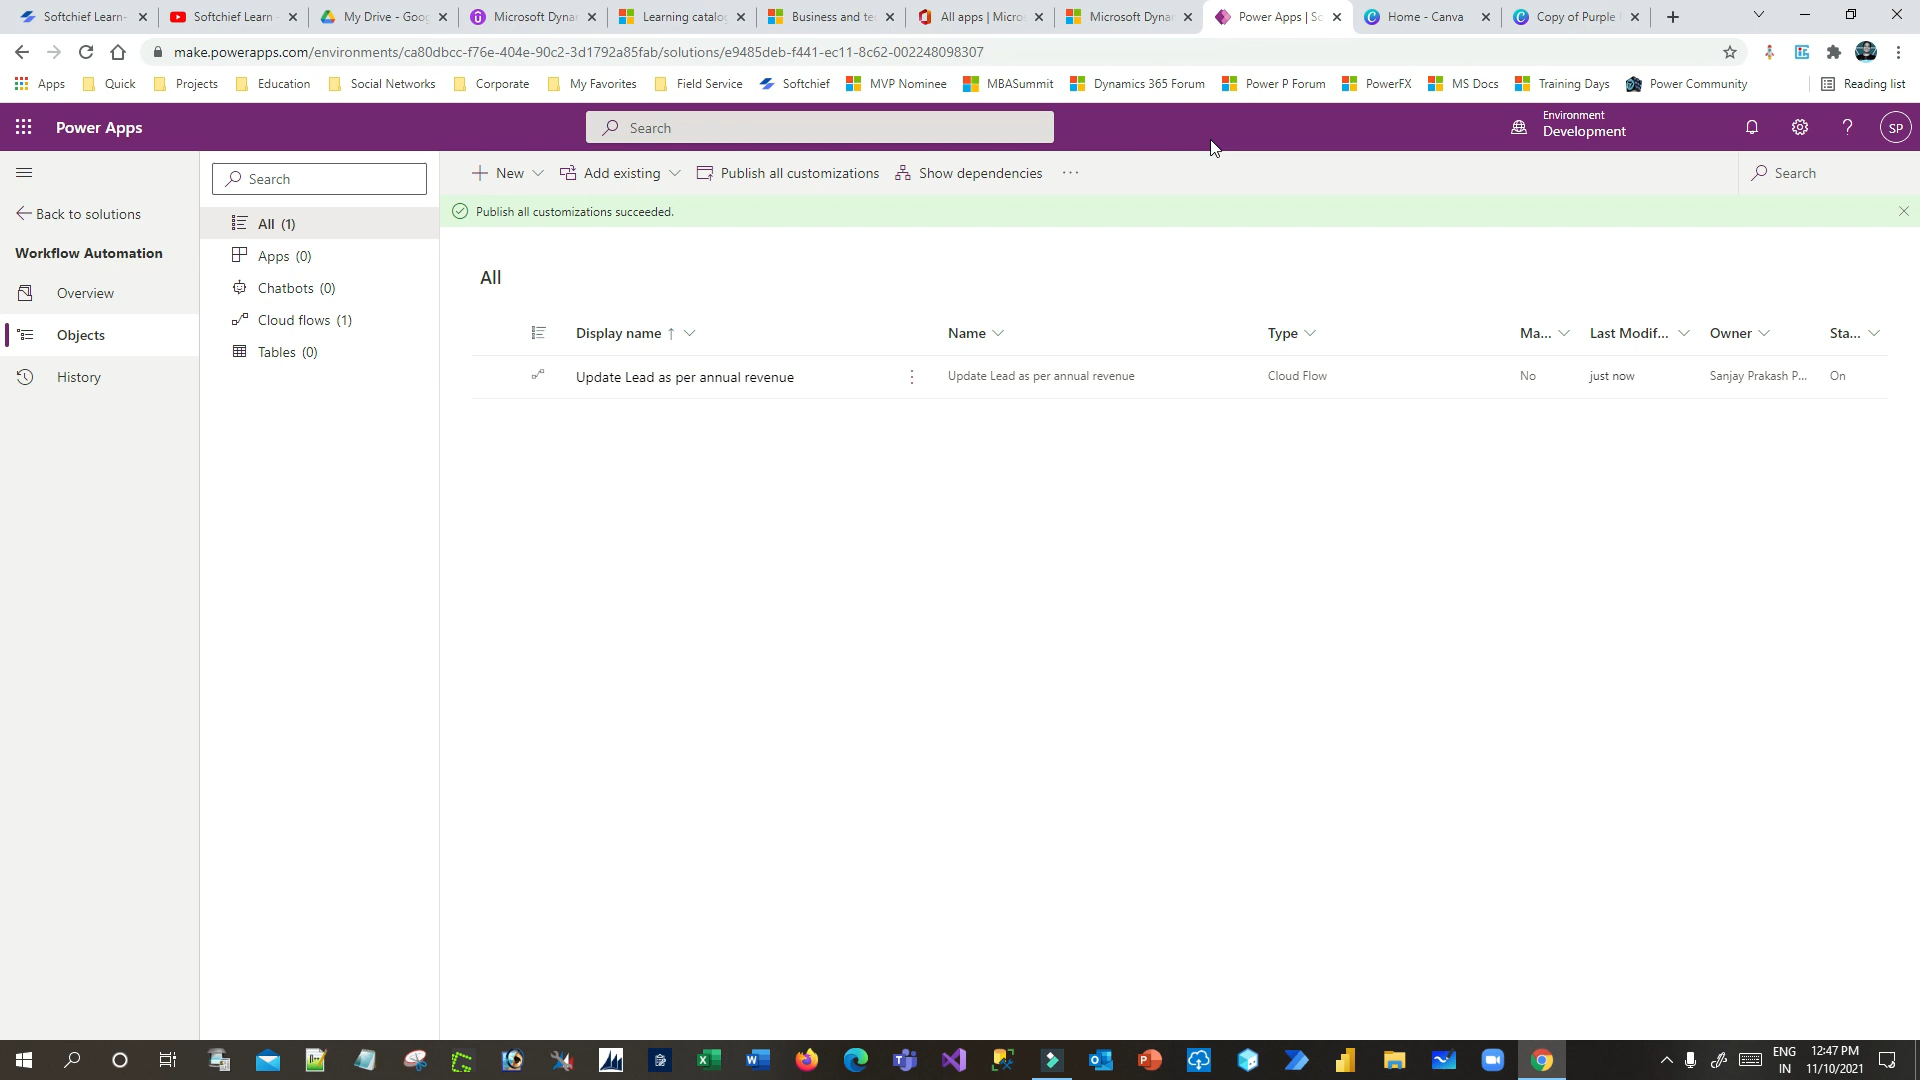 Softchief Learn-
Softchief Learn -
My Drive - Goog
Microsoft Dyna
Learning catalog
Business and tec
All apps | Micro
Microsoft Dyna
Power Apps | So
Home - Canva
Copy of Purple
make.powerapps.com/environments/ca80dbcc-f76e-404e-90c2-3d1792a85fab/solutions/e9485deb-f441-ec11-8c62-002248098307
Apps
Quick
Projects
Education
Social Networks
Corporate
My Favorites
Field Service
Softchief
MVP Nominee
MBASummit
Dynamics 365 Forum
Power P Forum
PowerFX
MS Docs
Training Days
Power Community
Reading list
Power Apps
Search
Environment
Development
SP
Back to solutions
Workflow Automation
Overview
Objects
History
Search
All (1)
Apps (0)
Chatbots (0)
Cloud flows (1)
Tables (0)
New
Add existing
Publish all customizations
Show dependencies
Search
Publish all customizations succeeded.
All
Display name ↑ Name Type Ma... Last Modif... Owner Sta...
Update Lead as per annual revenue Update Lead as per annual revenue Cloud Flow No just now Sanjay Prakash P... On
ENG
IN
12:47 PM
11/10/2021